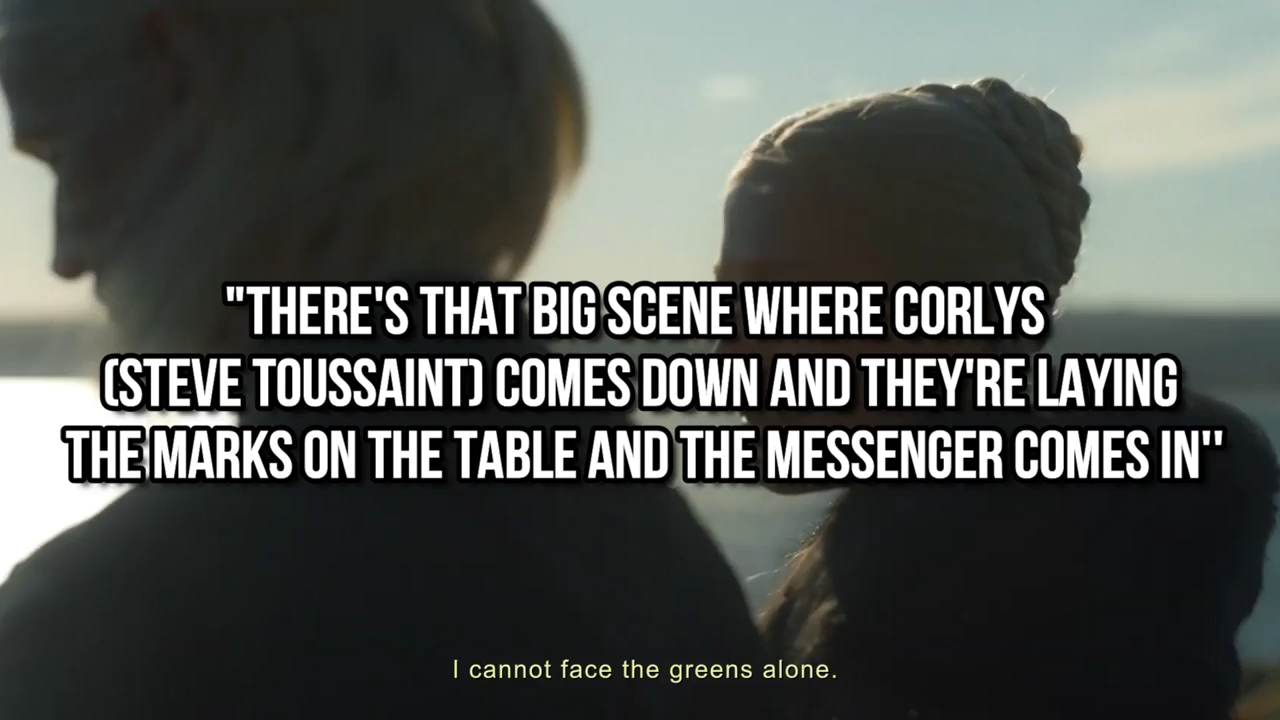 "THERE'S THAT BIG SCENE WHERE CORLYS
(STEVE TOUSSAINT) COMES DOWN AND THEY'RE LAYING
THE MARKS ON THE TABLE AND THE MESSENGER COMES IN"
I cannot face the greens alone.